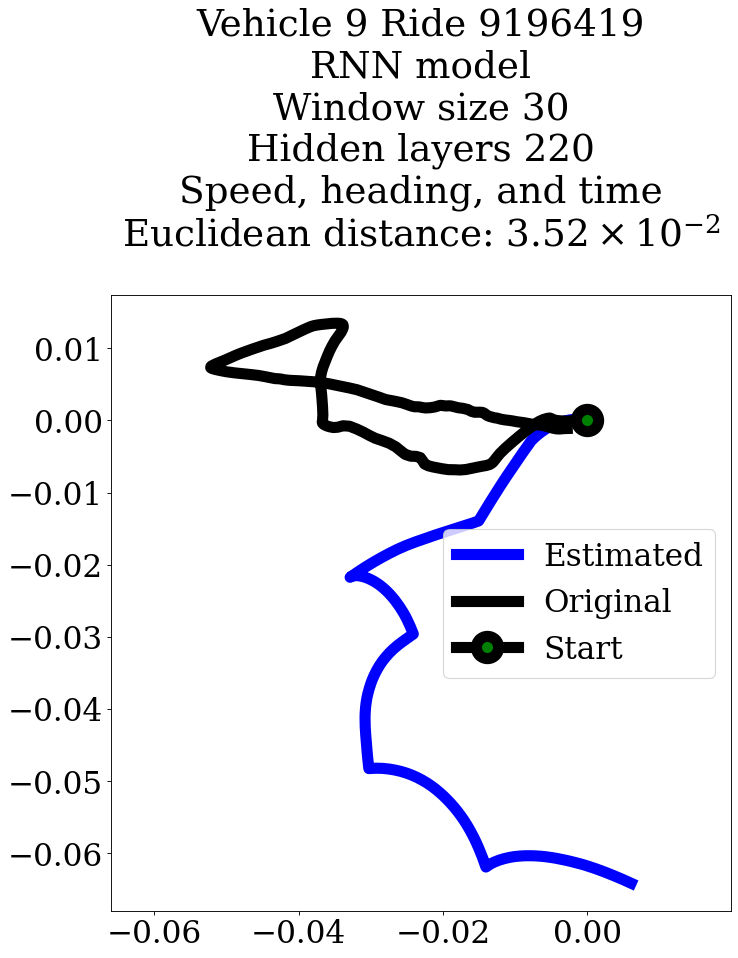 Vehicle 9 Ride 9196419
RNN model
Window size 30
Hidden layers 220
Speed, heading, and time
Euclidean distance: 3.52 × 10⁻²
0.01
0.00
−0.01
−0.02
−0.03
−0.04
−0.05
−0.06
Estimated
Original
Start
−0.06 −0.04 −0.02 0.00